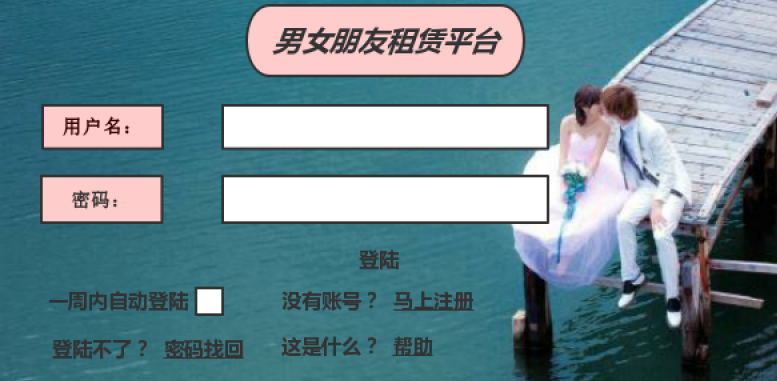 男女朋友租赁平台
用户名：
密码：
登陆
一周内自动登陆 没有账号？ 马上注册
登陆不了？ 密码找回 这是什么？ 帮助